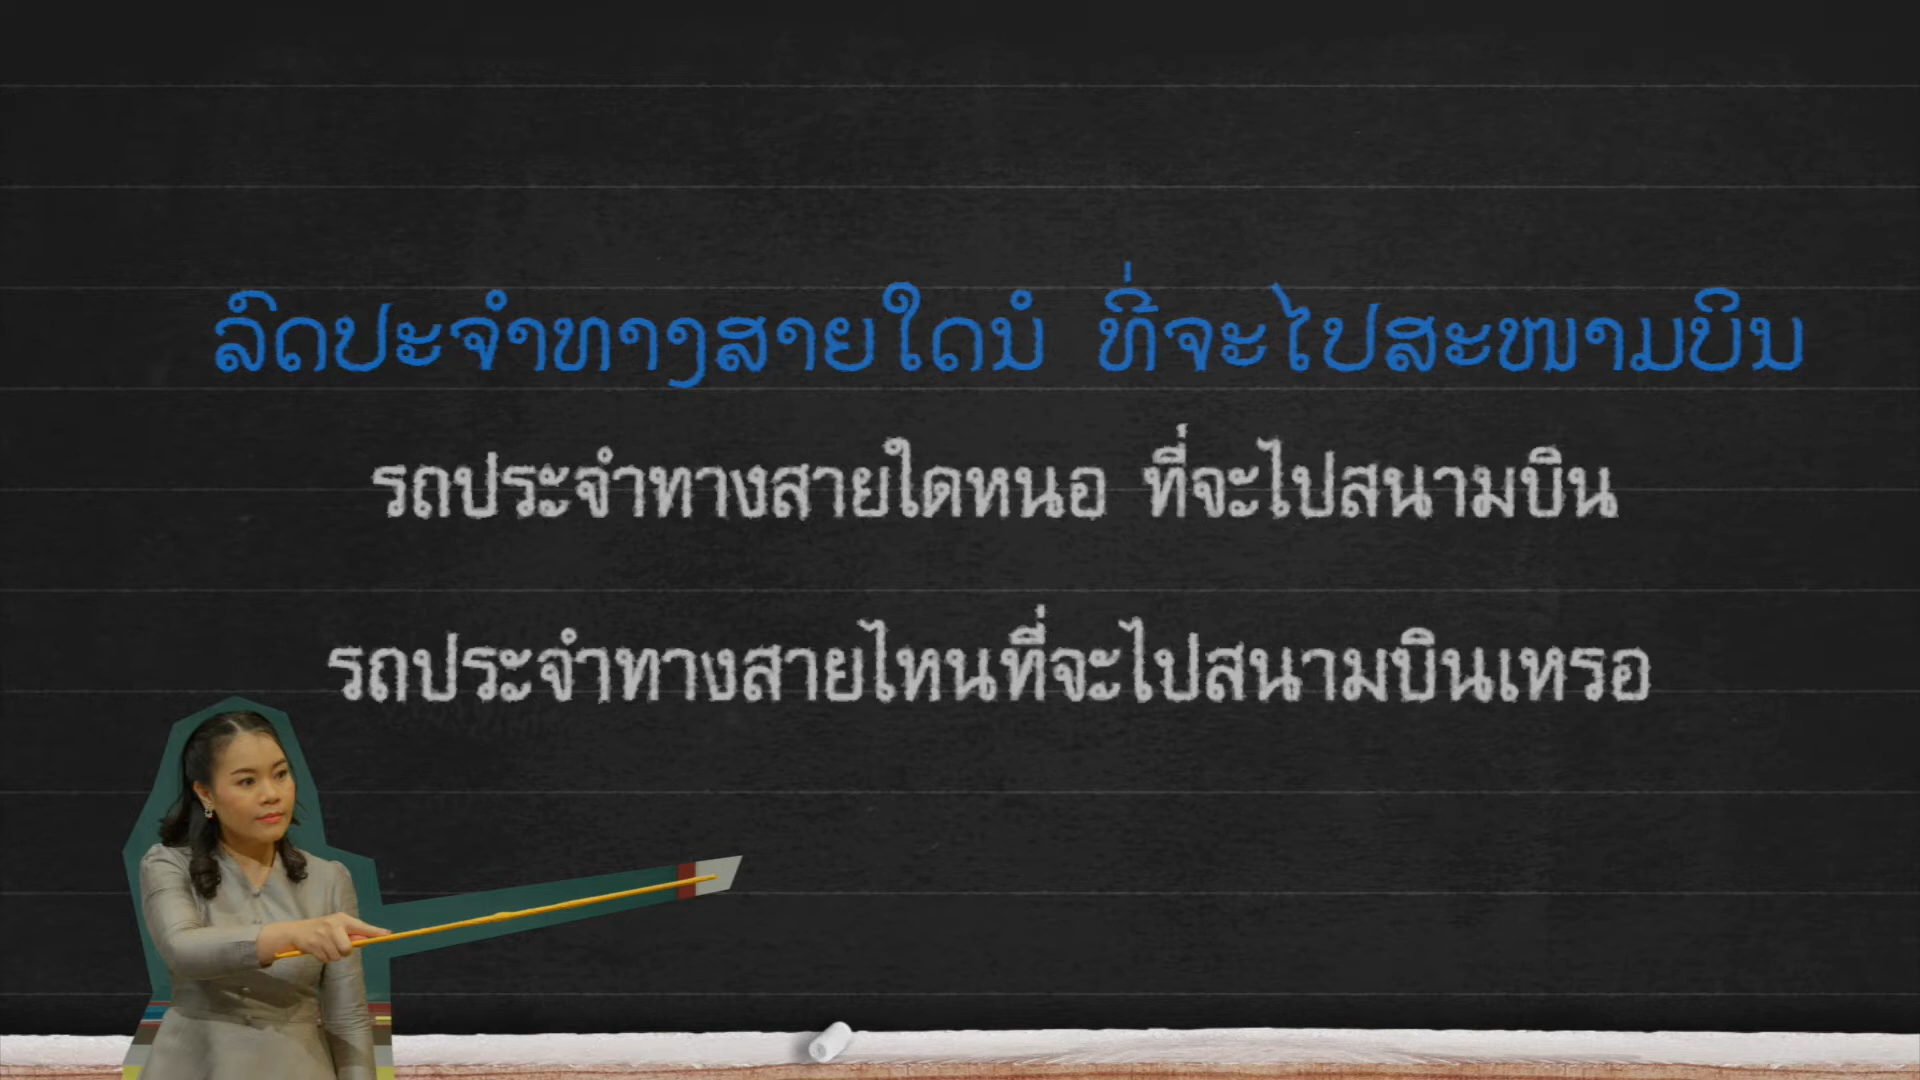 ລົດປະຈຳທາງສາຍໃດນໍ ທີ່ຈະໄປສະໜາມບິນ
รถประจำทางสายใดหนอ ที่จะไปสนามบิน
รถประจำทางสายไหนที่จะไปสนามบินเหรอ